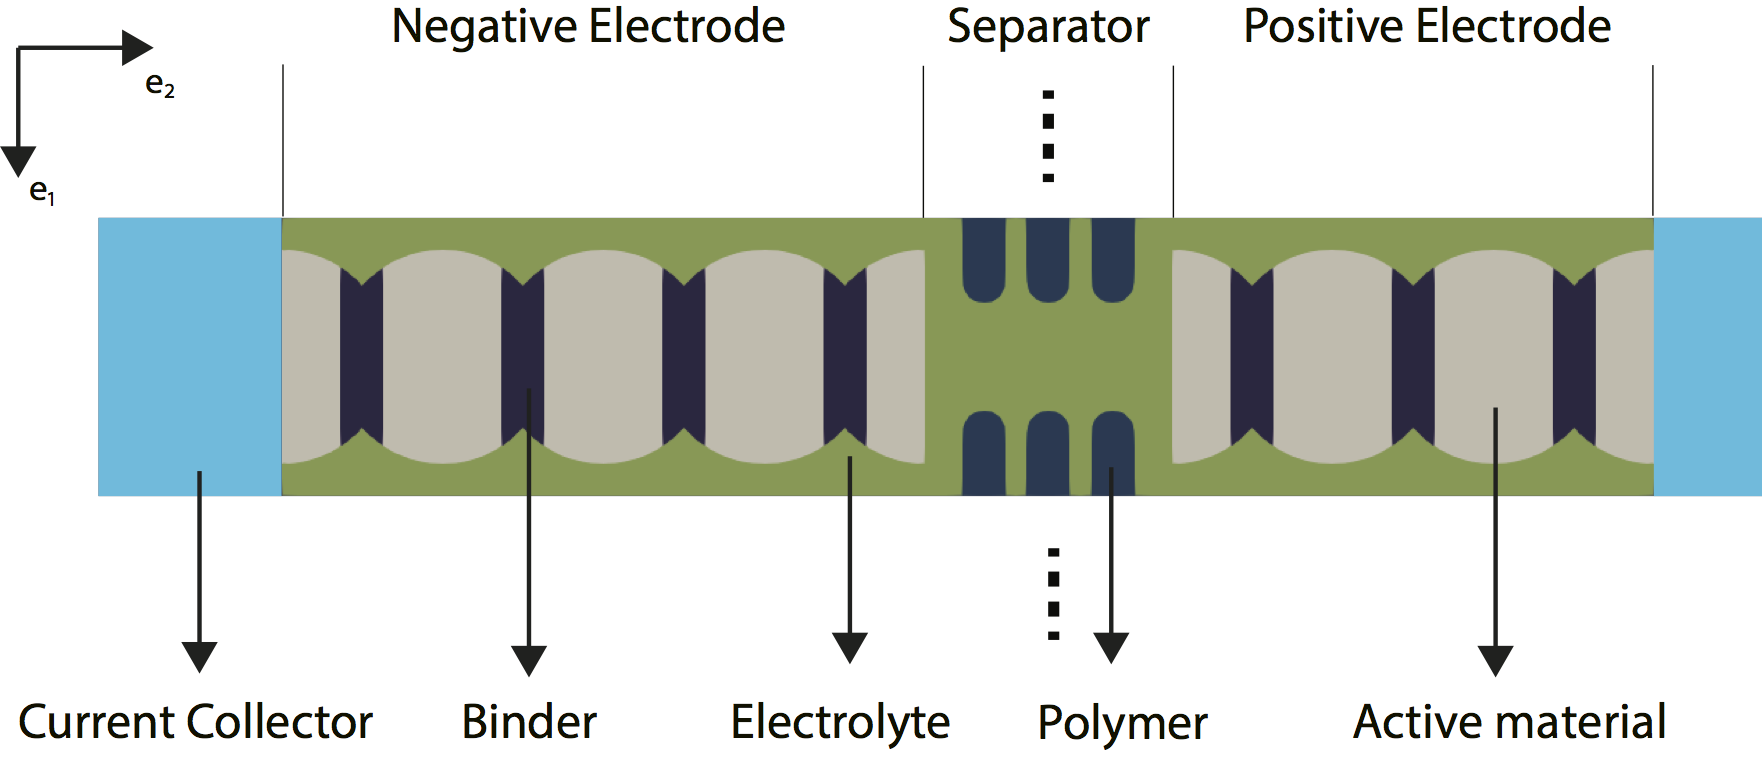 Negative Electrode
Separator
Positive Electrode
e2
e1
Current Collector
Binder
Electrolyte
Polymer
Active material